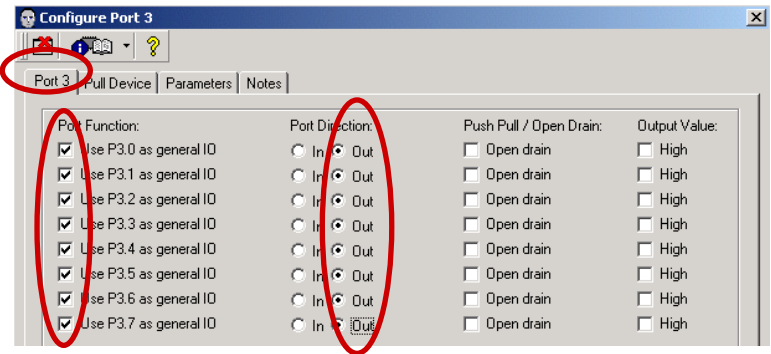 Configure Port 3
Port 3 Pull Device Parameters Notes
Port Function: Port Direction: Push Pull / Open Drain: Output Value:
Use P3.0 as general IO In Out Open drain High
Use P3.1 as general IO In Out Open drain High
Use P3.2 as general IO In Out Open drain High
Use P3.3 as general IO In Out Open drain High
Use P3.4 as general IO In Out Open drain High
Use P3.5 as general IO In Out Open drain High
Use P3.6 as general IO In Out Open drain High
Use P3.7 as general IO In Out Open drain High